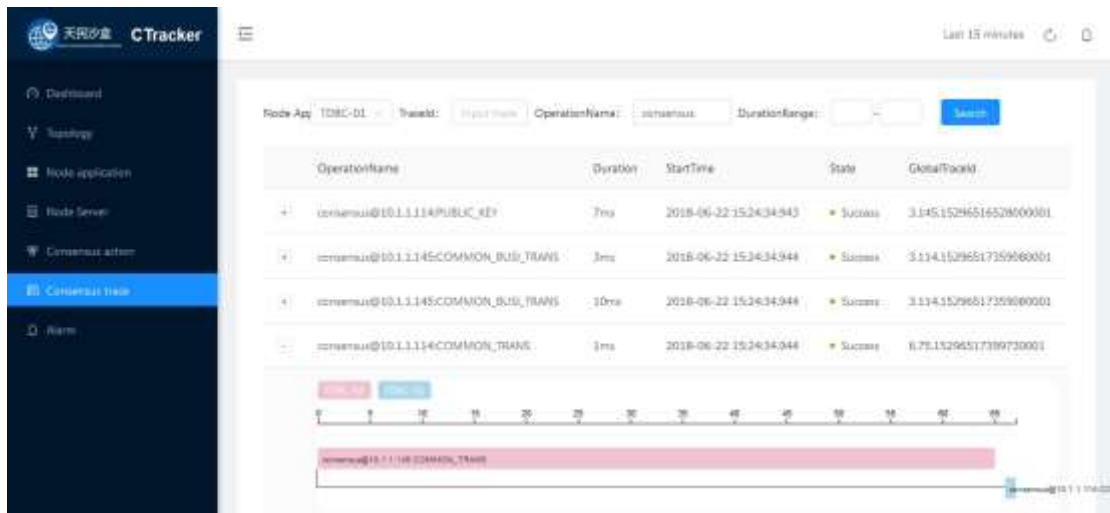 天网沙盒 CTracker
Last 15 minutes
Dashboard
Topology
Node application
Node Server
Consensus action
Consensus trace
Alarm
Node App TDBC-01 TraceId: OperationName: consensus DurationRange: - Search
OperationName Duration StartTime State GlobalTraceId
+ consensus@10.1.1.114:PUBLIC_KEY 7ms 2018-06-22 15:24:34.943 Success 3.145.15296516528000001
+ consensus@10.1.1.145:COMMON_BUSI_TRANS 3ms 2018-06-22 15:24:34.944 Success 3.114.15296517359080001
+ consensus@10.1.1.145:COMMON_BUSI_TRANS 10ms 2018-06-22 15:24:34.944 Success 3.114.15296517359080001
- consensus@10.1.1.114:COMMON_TRANS 1ms 2018-06-22 15:24:34.944 Success 6.75.15296517399730001
0 5 10 15 20 25 30 35 40 45 50 55 60 65